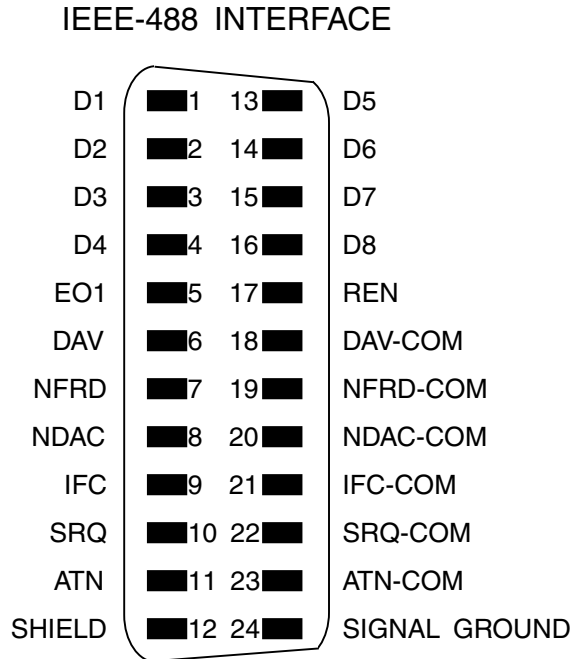 IEEE-488 INTERFACE
D1 1 13 D5
D2 2 14 D6
D3 3 15 D7
D4 4 16 D8
EO1 5 17 REN
DAV 6 18 DAV-COM
NFRD 7 19 NFRD-COM
NDAC 8 20 NDAC-COM
IFC 9 21 IFC-COM
SRQ 10 22 SRQ-COM
ATN 11 23 ATN-COM
SHIELD 12 24 SIGNAL GROUND